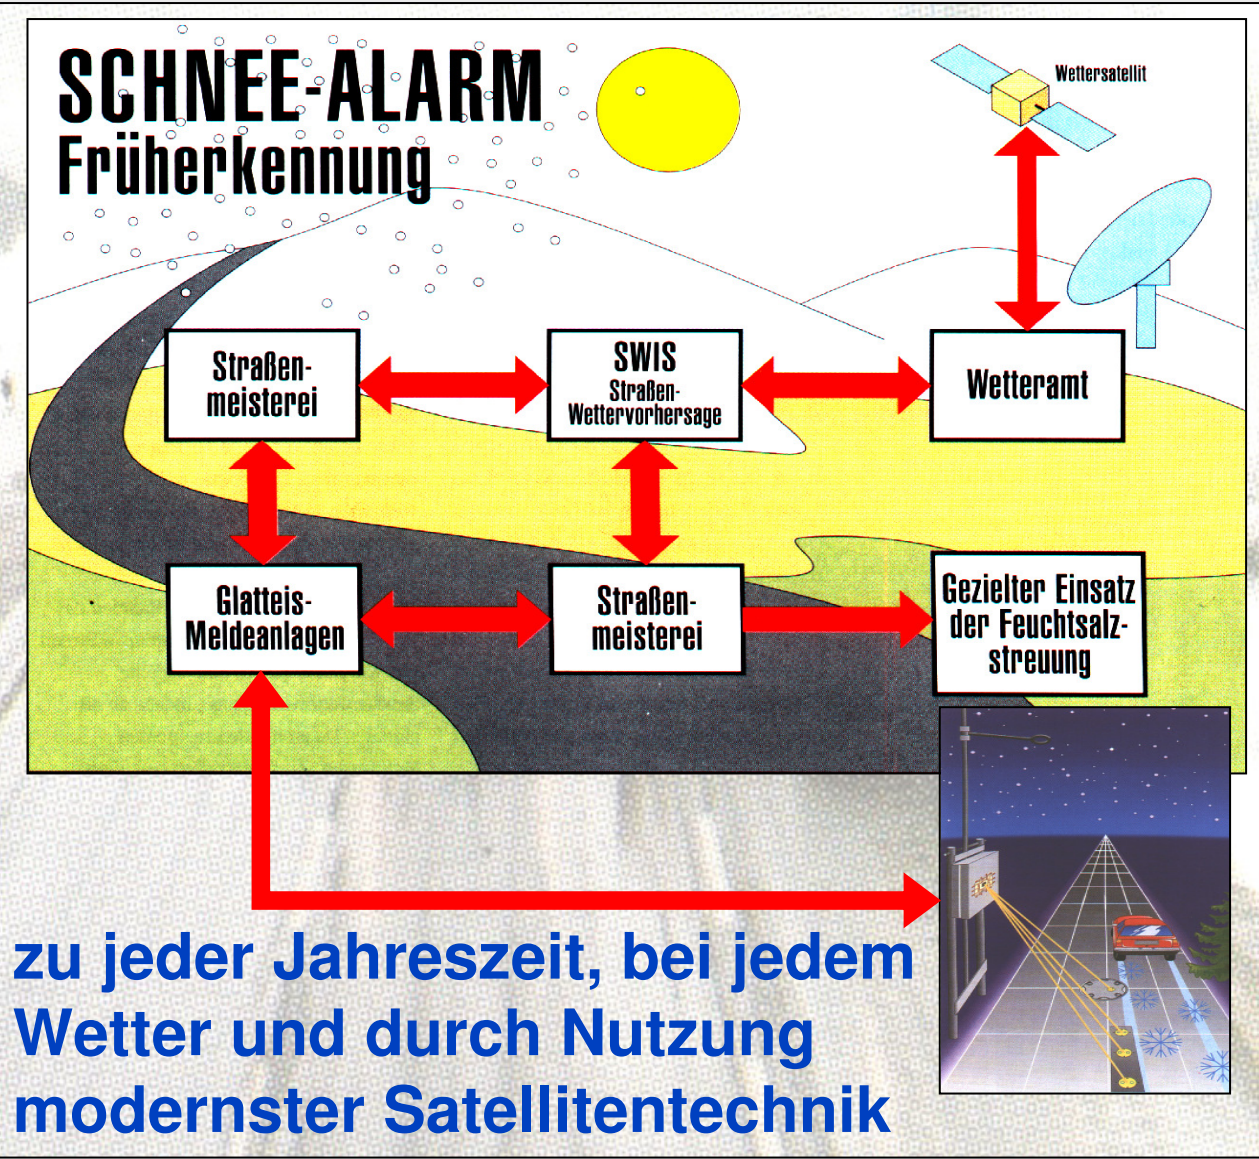 SCHNEE-ALARM
Früherkennung
Wettersatellit
Straßen-
meisterei
SWIS
Straßen-
Wettervorhersage
Wetteramt
Glatteis-
Meldeanlagen
Straßen-
meisterei
Gezielter Einsatz
der Feuchtsalz-
streuung
zu jeder Jahreszeit, bei jedem
Wetter und durch Nutzung
modernster Satellitentechnik